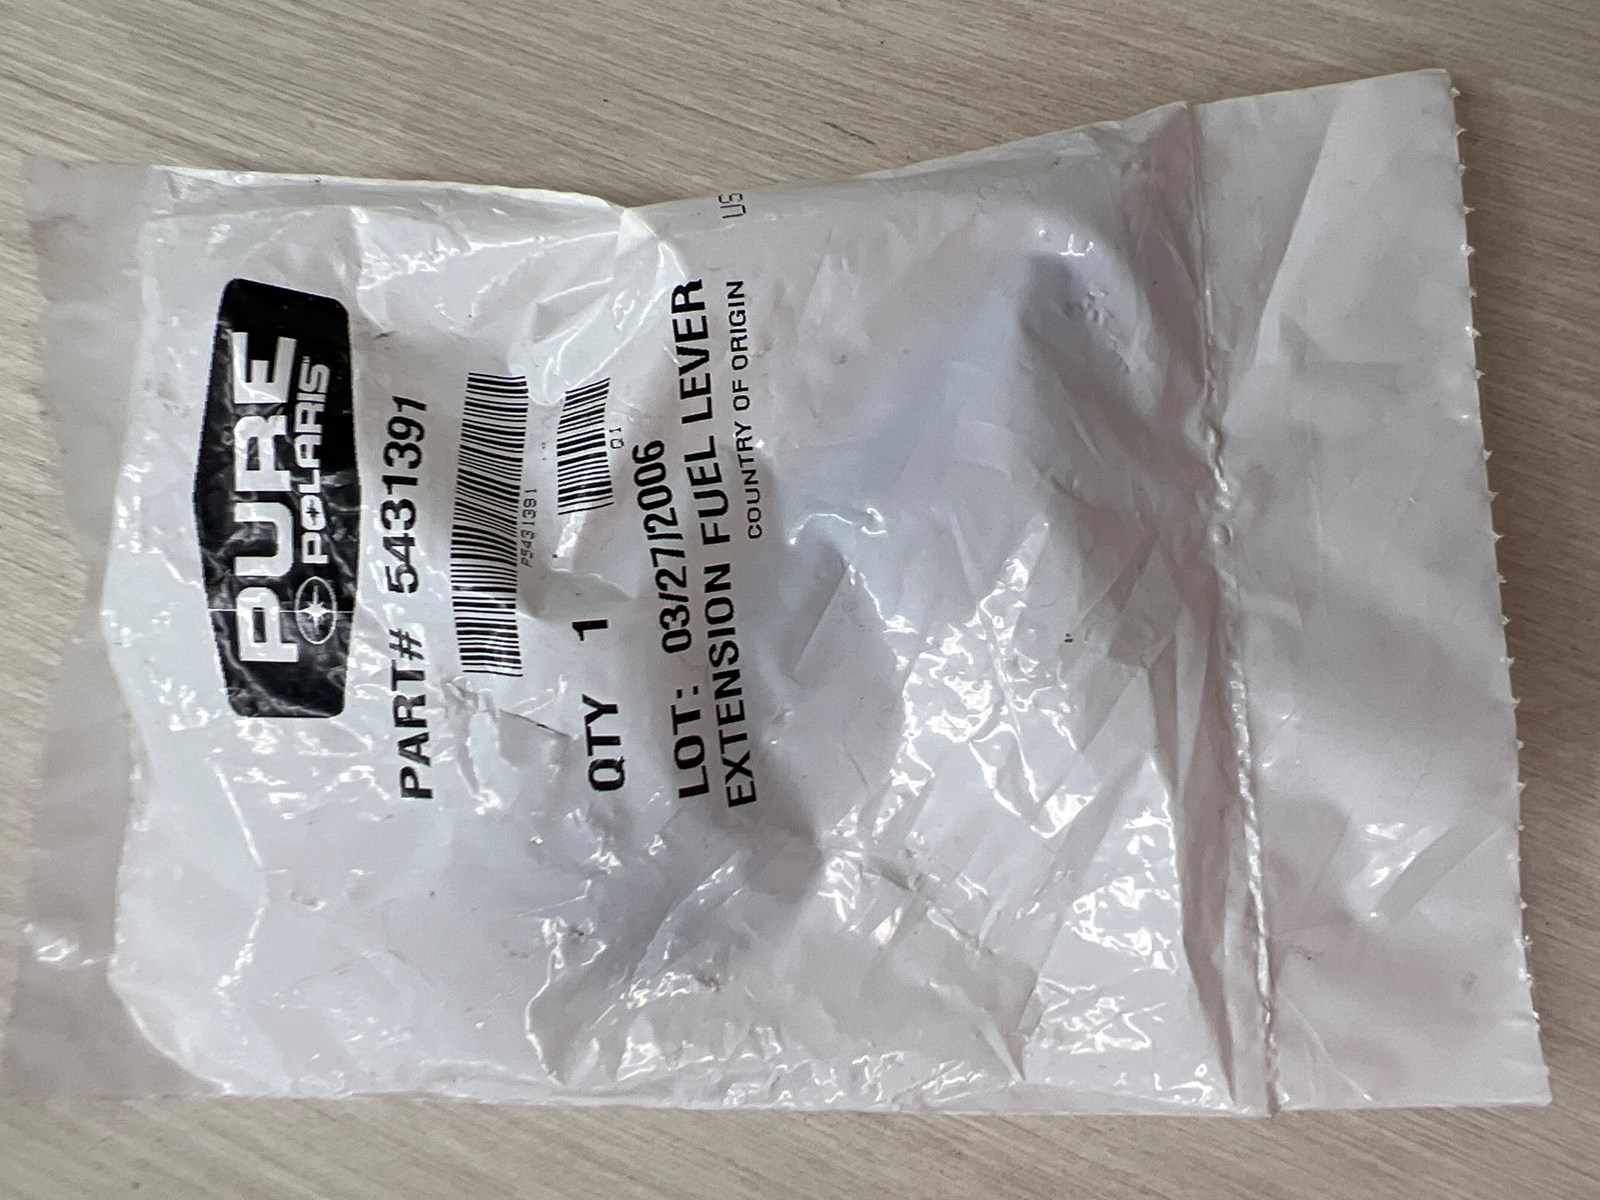 PURE
POLARIS
PART# 5431391
P5431391
QTY 1
Q1
LOT: 03/27/2006
EXTENSION FUEL LEVER
COUNTRY OF ORIGIN US